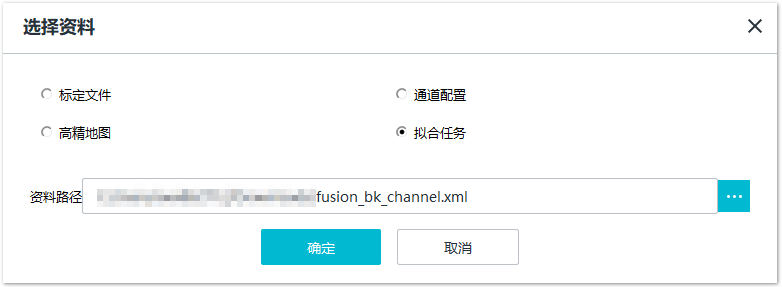 选择资料
标定文件
通道配置
高精地图
拟合任务
资料路径 fusion_bk_channel.xml
确定
取消